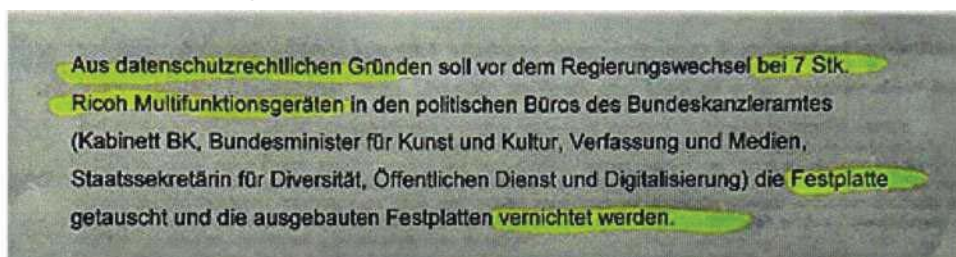 Aus datenschutzrechtlichen Gründen soll vor dem Regierungswechsel bei 7 Stk.
Ricoh Multifunktionsgeräten in den politischen Büros des Bundeskanzleramtes
(Kabinett BK, Bundesminister für Kunst und Kultur, Verfassung und Medien,
Staatssekretärin für Diversität, Öffentlichen Dienst und Digitalisierung) die Festplatte
getauscht und die ausgebauten Festplatten vernichtet werden.